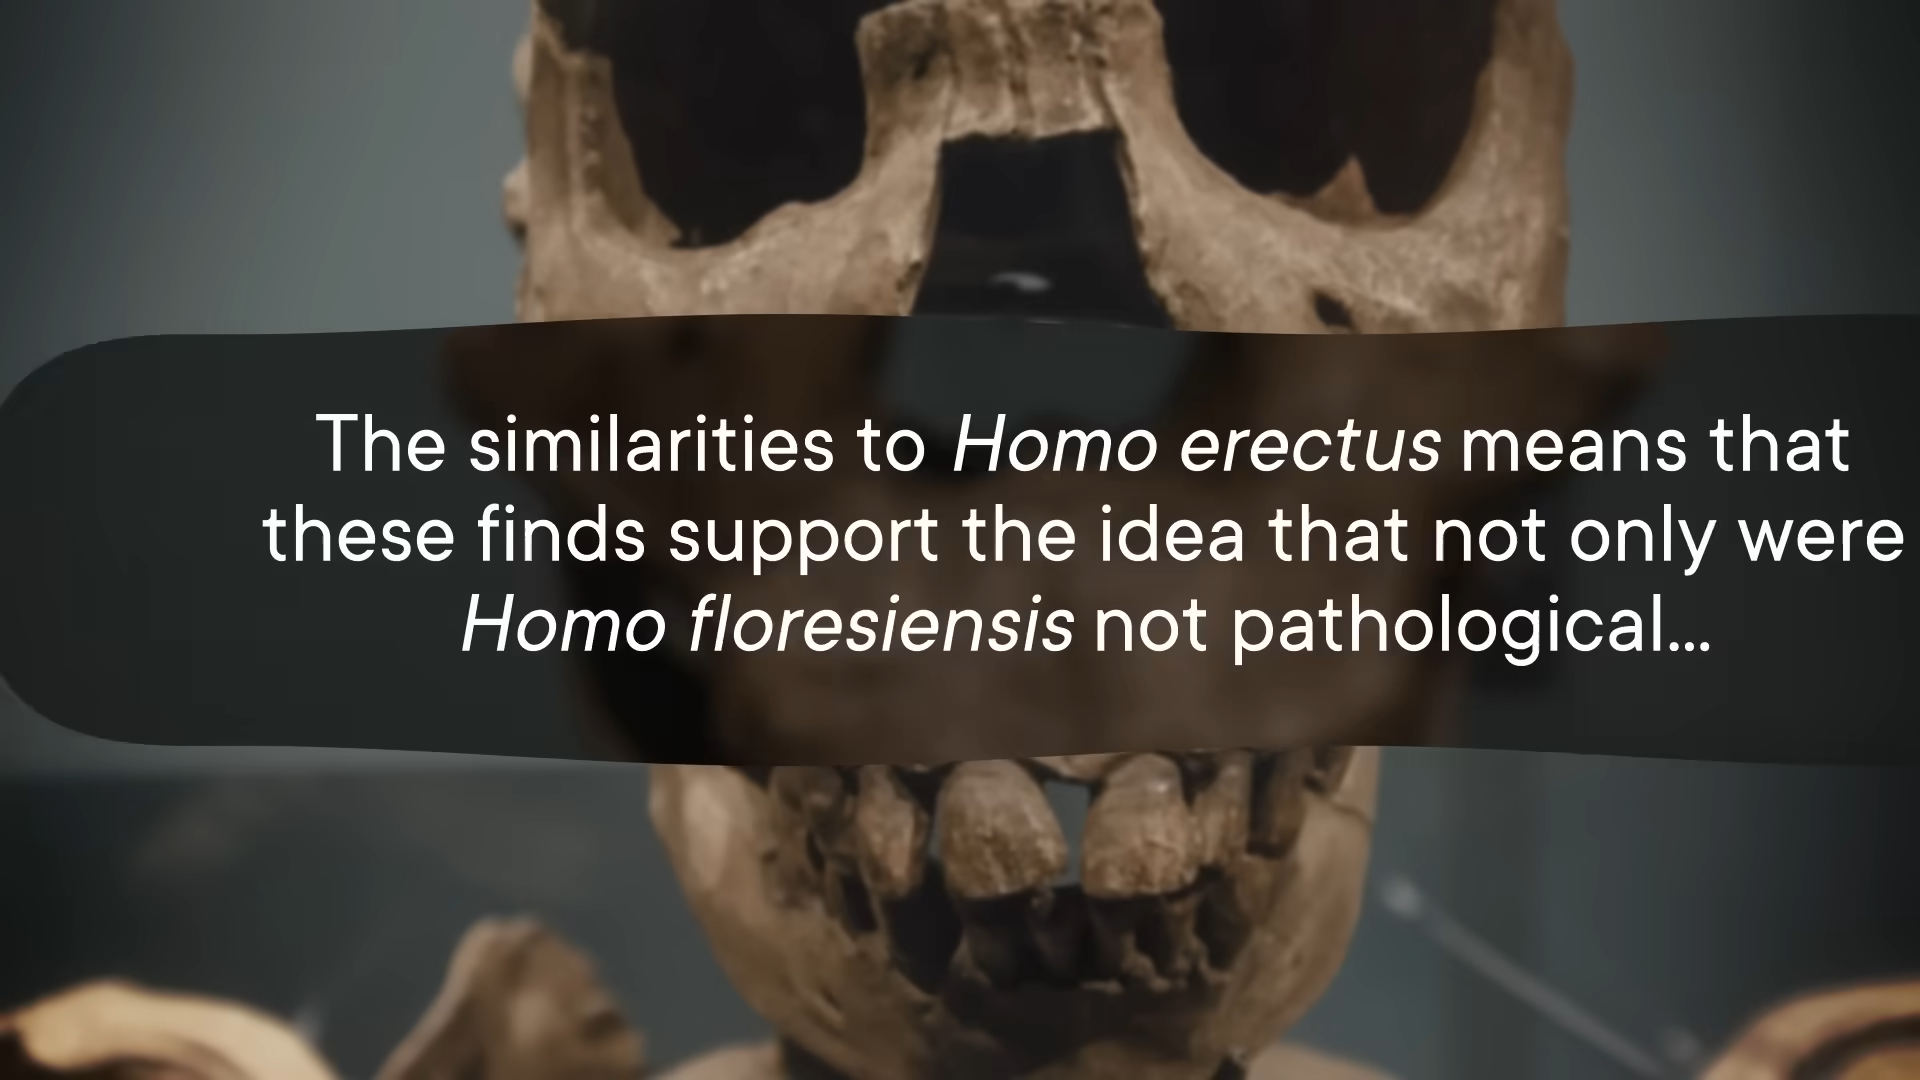 The similarities to Homo erectus means that
these finds support the idea that not only were
Homo floresiensis not pathological...